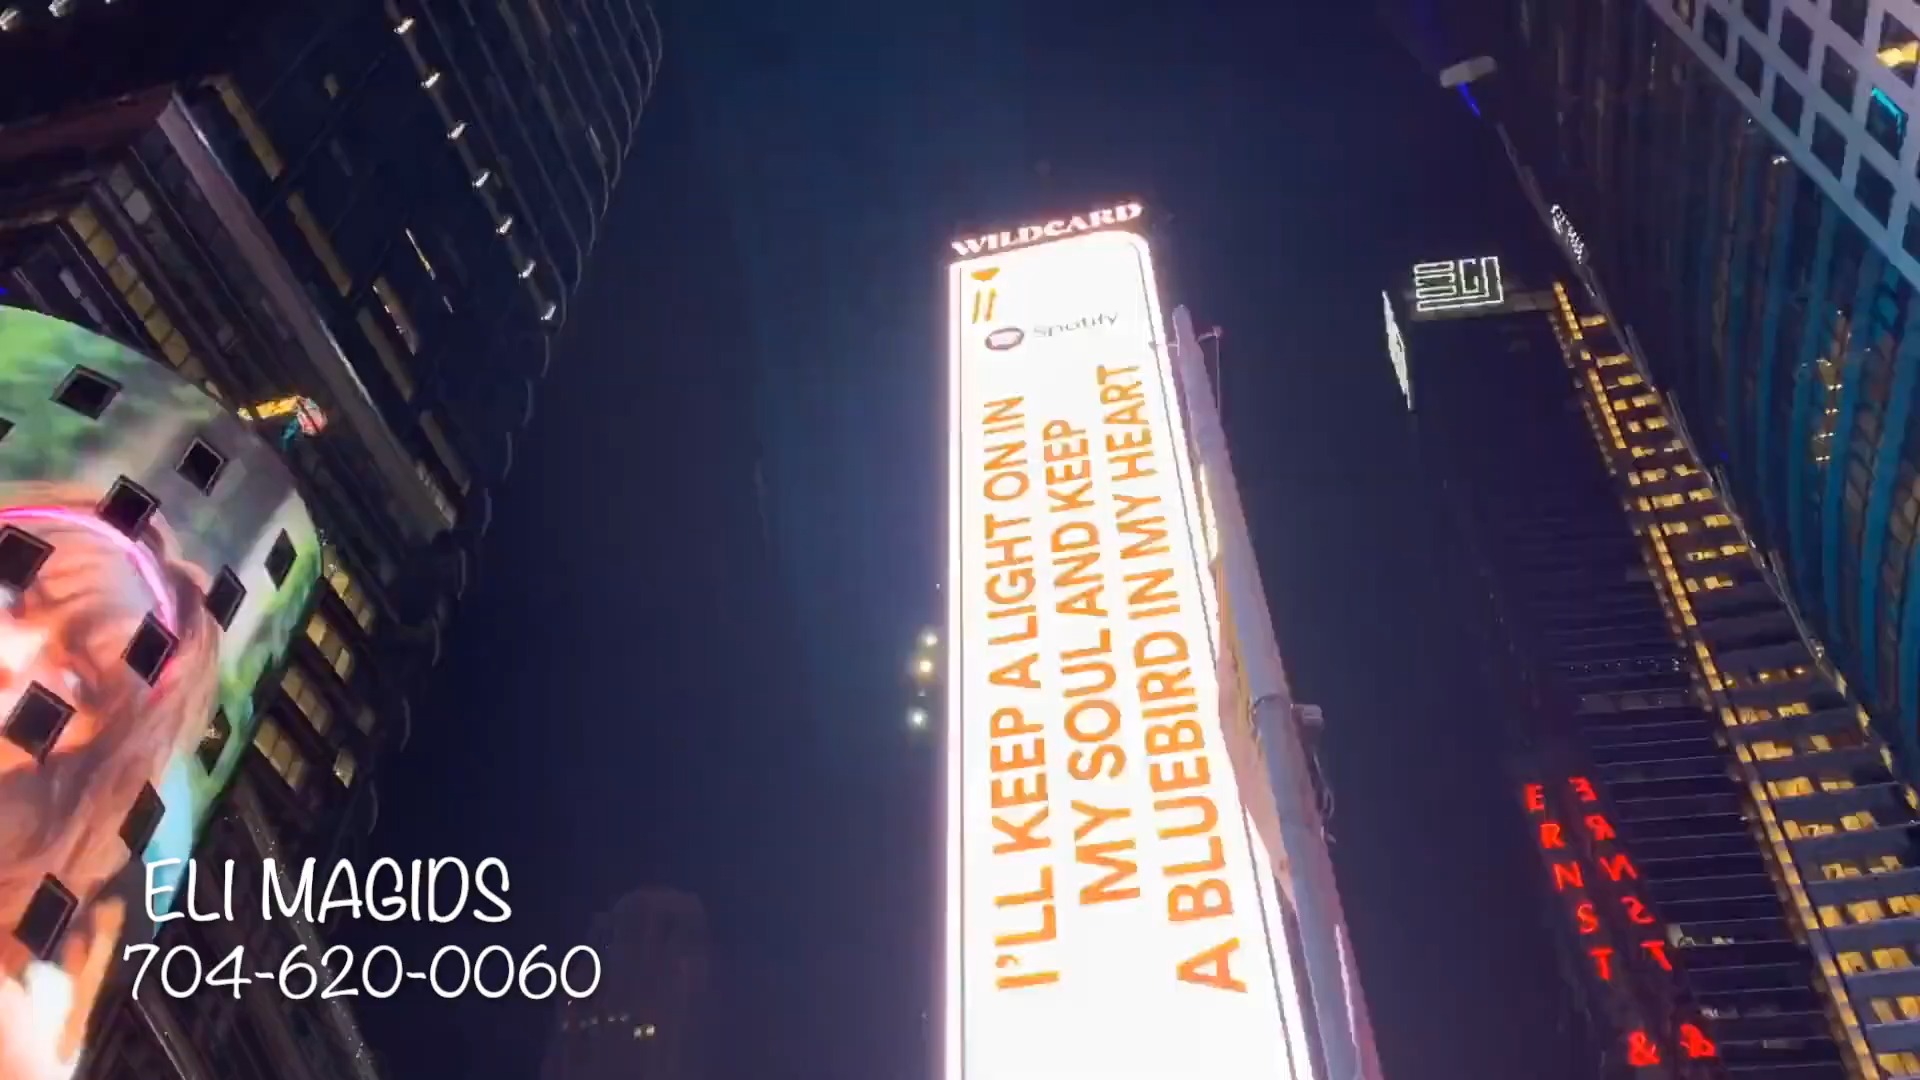 WILDCARD
Spotify
I'LL KEEP A LIGHT ON IN
MY SOUL AND KEEP
A BLUEBIRD IN MY HEART
ERNST
&
ELI MAGIDS
704-620-0060